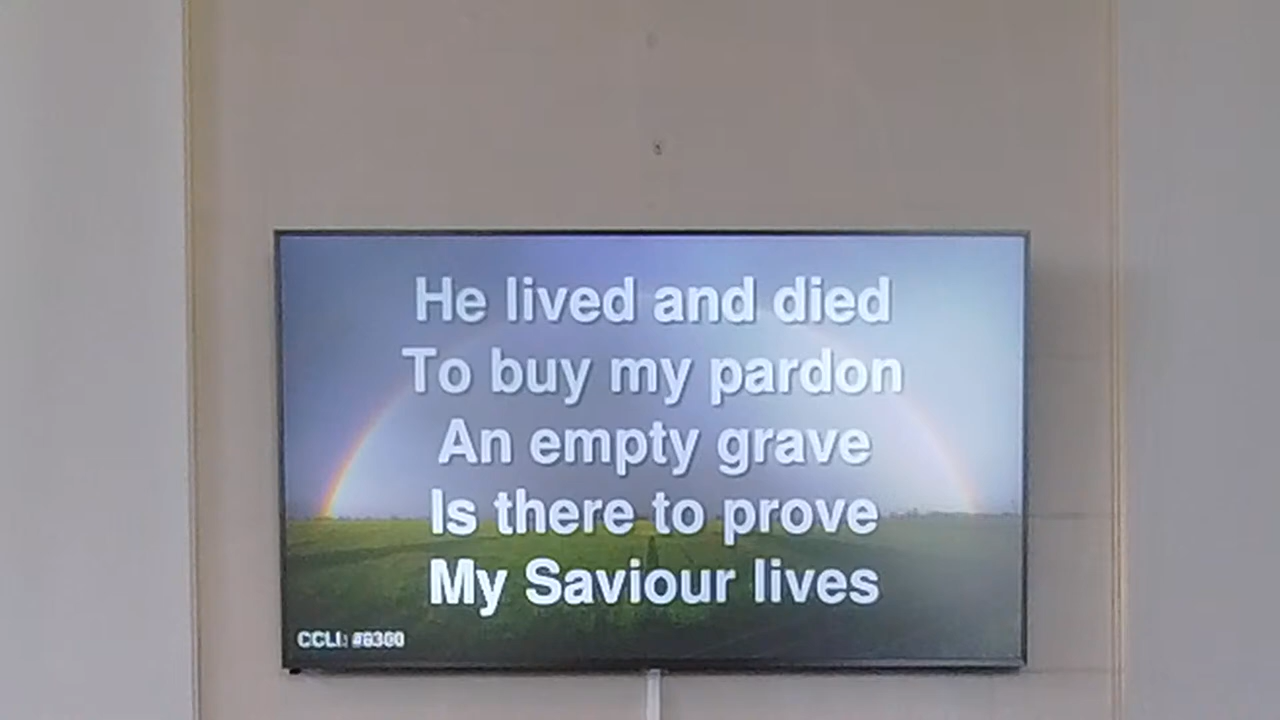 He lived and died
To buy my pardon
An empty grave
Is there to prove
My Saviour lives
CCLI: